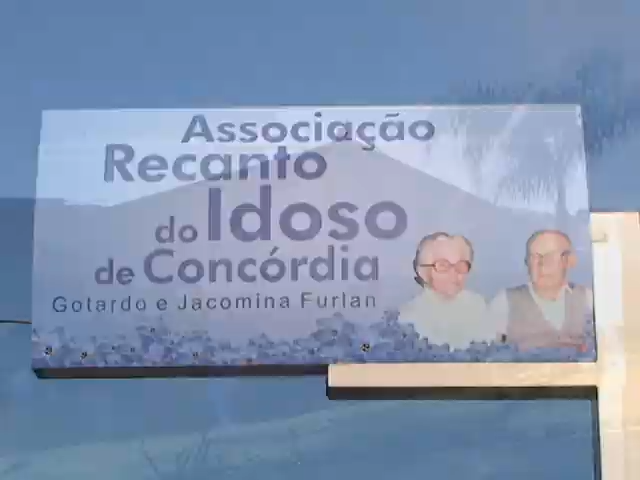 Associação
Recanto
do Idoso
de Concórdia
Gotardo e Jacomina Furlan